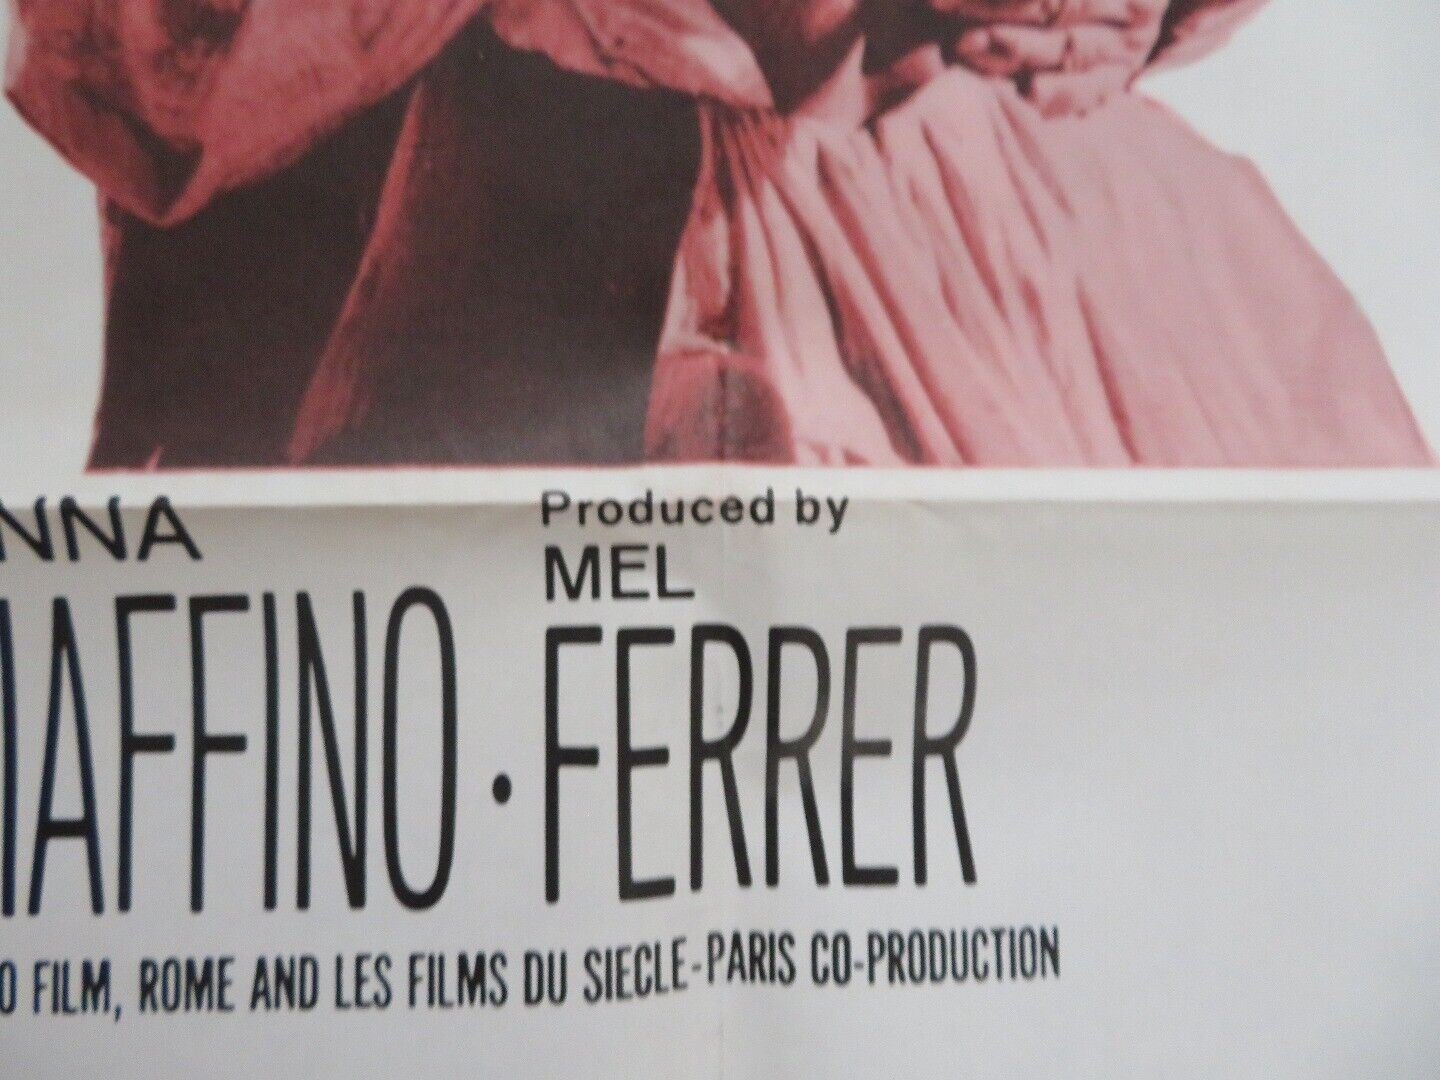 NNA
IAFFINO ·
Produced by
MEL
FERRER
O FILM, ROME AND LES FILMS DU SIECLE-PARIS CO-PRODUCTION